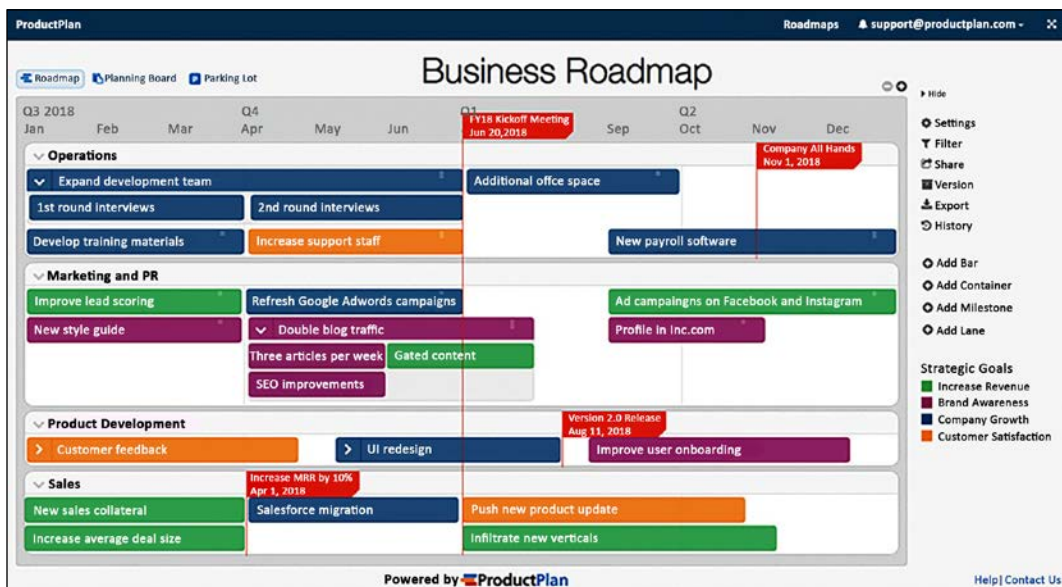 ProductPlan
Roadmaps support@productplan.com
Roadmap Planning Board Parking Lot
Business Roadmap
Hide
Q3 2018 Q4 Q1 Q2
Jan Feb Mar Apr May Jun Sep Oct Nov Dec
FY18 Kickoff Meeting
Jun 20,2018
Settings
Filter
Share
Version
Export
History
Add Bar
Add Container
Add Milestone
Add Lane
Operations
Company All Hands
Nov 1, 2018
Expand development team Additional offce space
1st round interviews 2nd round interviews
Develop training materials Increase support staff New payroll software
Marketing and PR
Improve lead scoring Refresh Google Adwords campaigns Ad campaingns on Facebook and Instagram
New style guide Double blog traffic Profile in Inc.com
Three articles per week Gated content
SEO improvements
Strategic Goals
Increase Revenue
Brand Awareness
Company Growth
Customer Satisfaction
Product Development
Version 2.0 Release
Aug 11, 2018
Customer feedback UI redesign Improve user onboarding
Sales
Increase MRR by 10%
Apr 1, 2018
New sales collateral Salesforce migration Push new product update
Increase average deal size Infiltrate new verticals
Powered by ProductPlan
Help| Contact Us